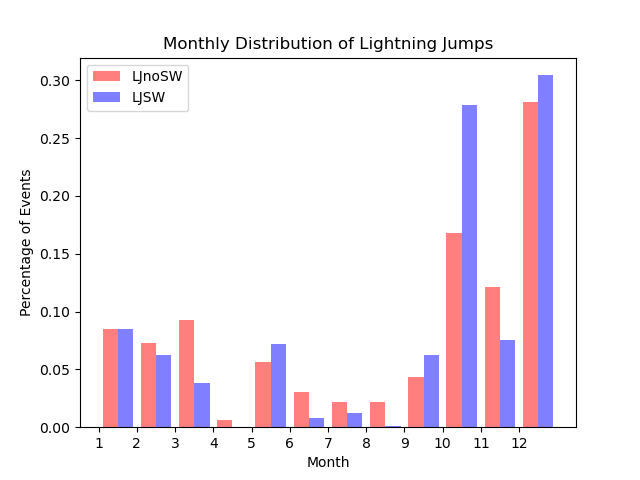 Monthly Distribution of Lightning Jumps
LJnoSW
LJSW
Percentage of Events
0.30
0.25
0.20
0.15
0.10
0.05
0.00
1 2 3 4 5 6 7 8 9 10 11 12
Month